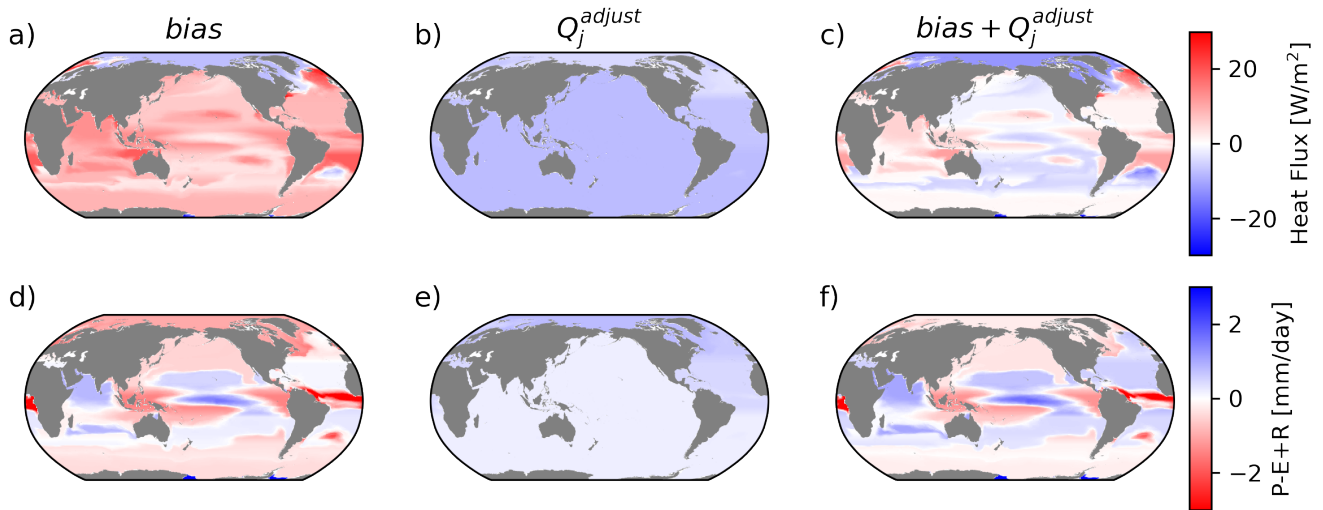 a) bias
b) Q_j^{adjust}
c) bias + Q_j^{adjust}
20
0
−20
Heat Flux [W/m²]
d)
e)
f)
2
0
−2
P-E+R [mm/day]